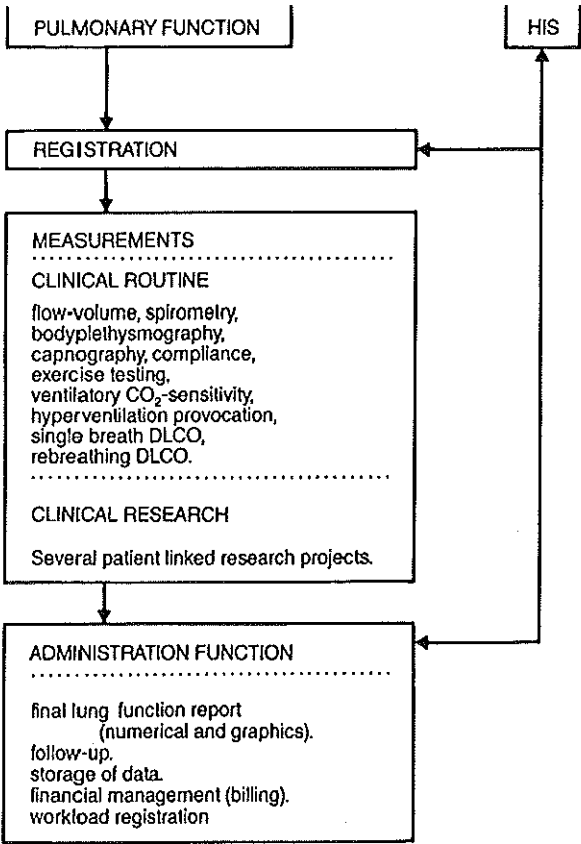 PULMONARY FUNCTION
HIS
REGISTRATION
MEASUREMENTS
CLINICAL ROUTINE
flow-volume, spirometry,
bodyplethysmography,
capnography, compliance,
exercise testing,
ventilatory CO₂-sensitivity,
hyperventilation provocation,
single breath DLCO,
rebreathing DLCO.
CLINICAL RESEARCH
Several patient linked research projects.
ADMINISTRATION FUNCTION
final lung function report
(numerical and graphics).
follow-up.
storage of data.
financial management (billing).
workload registration